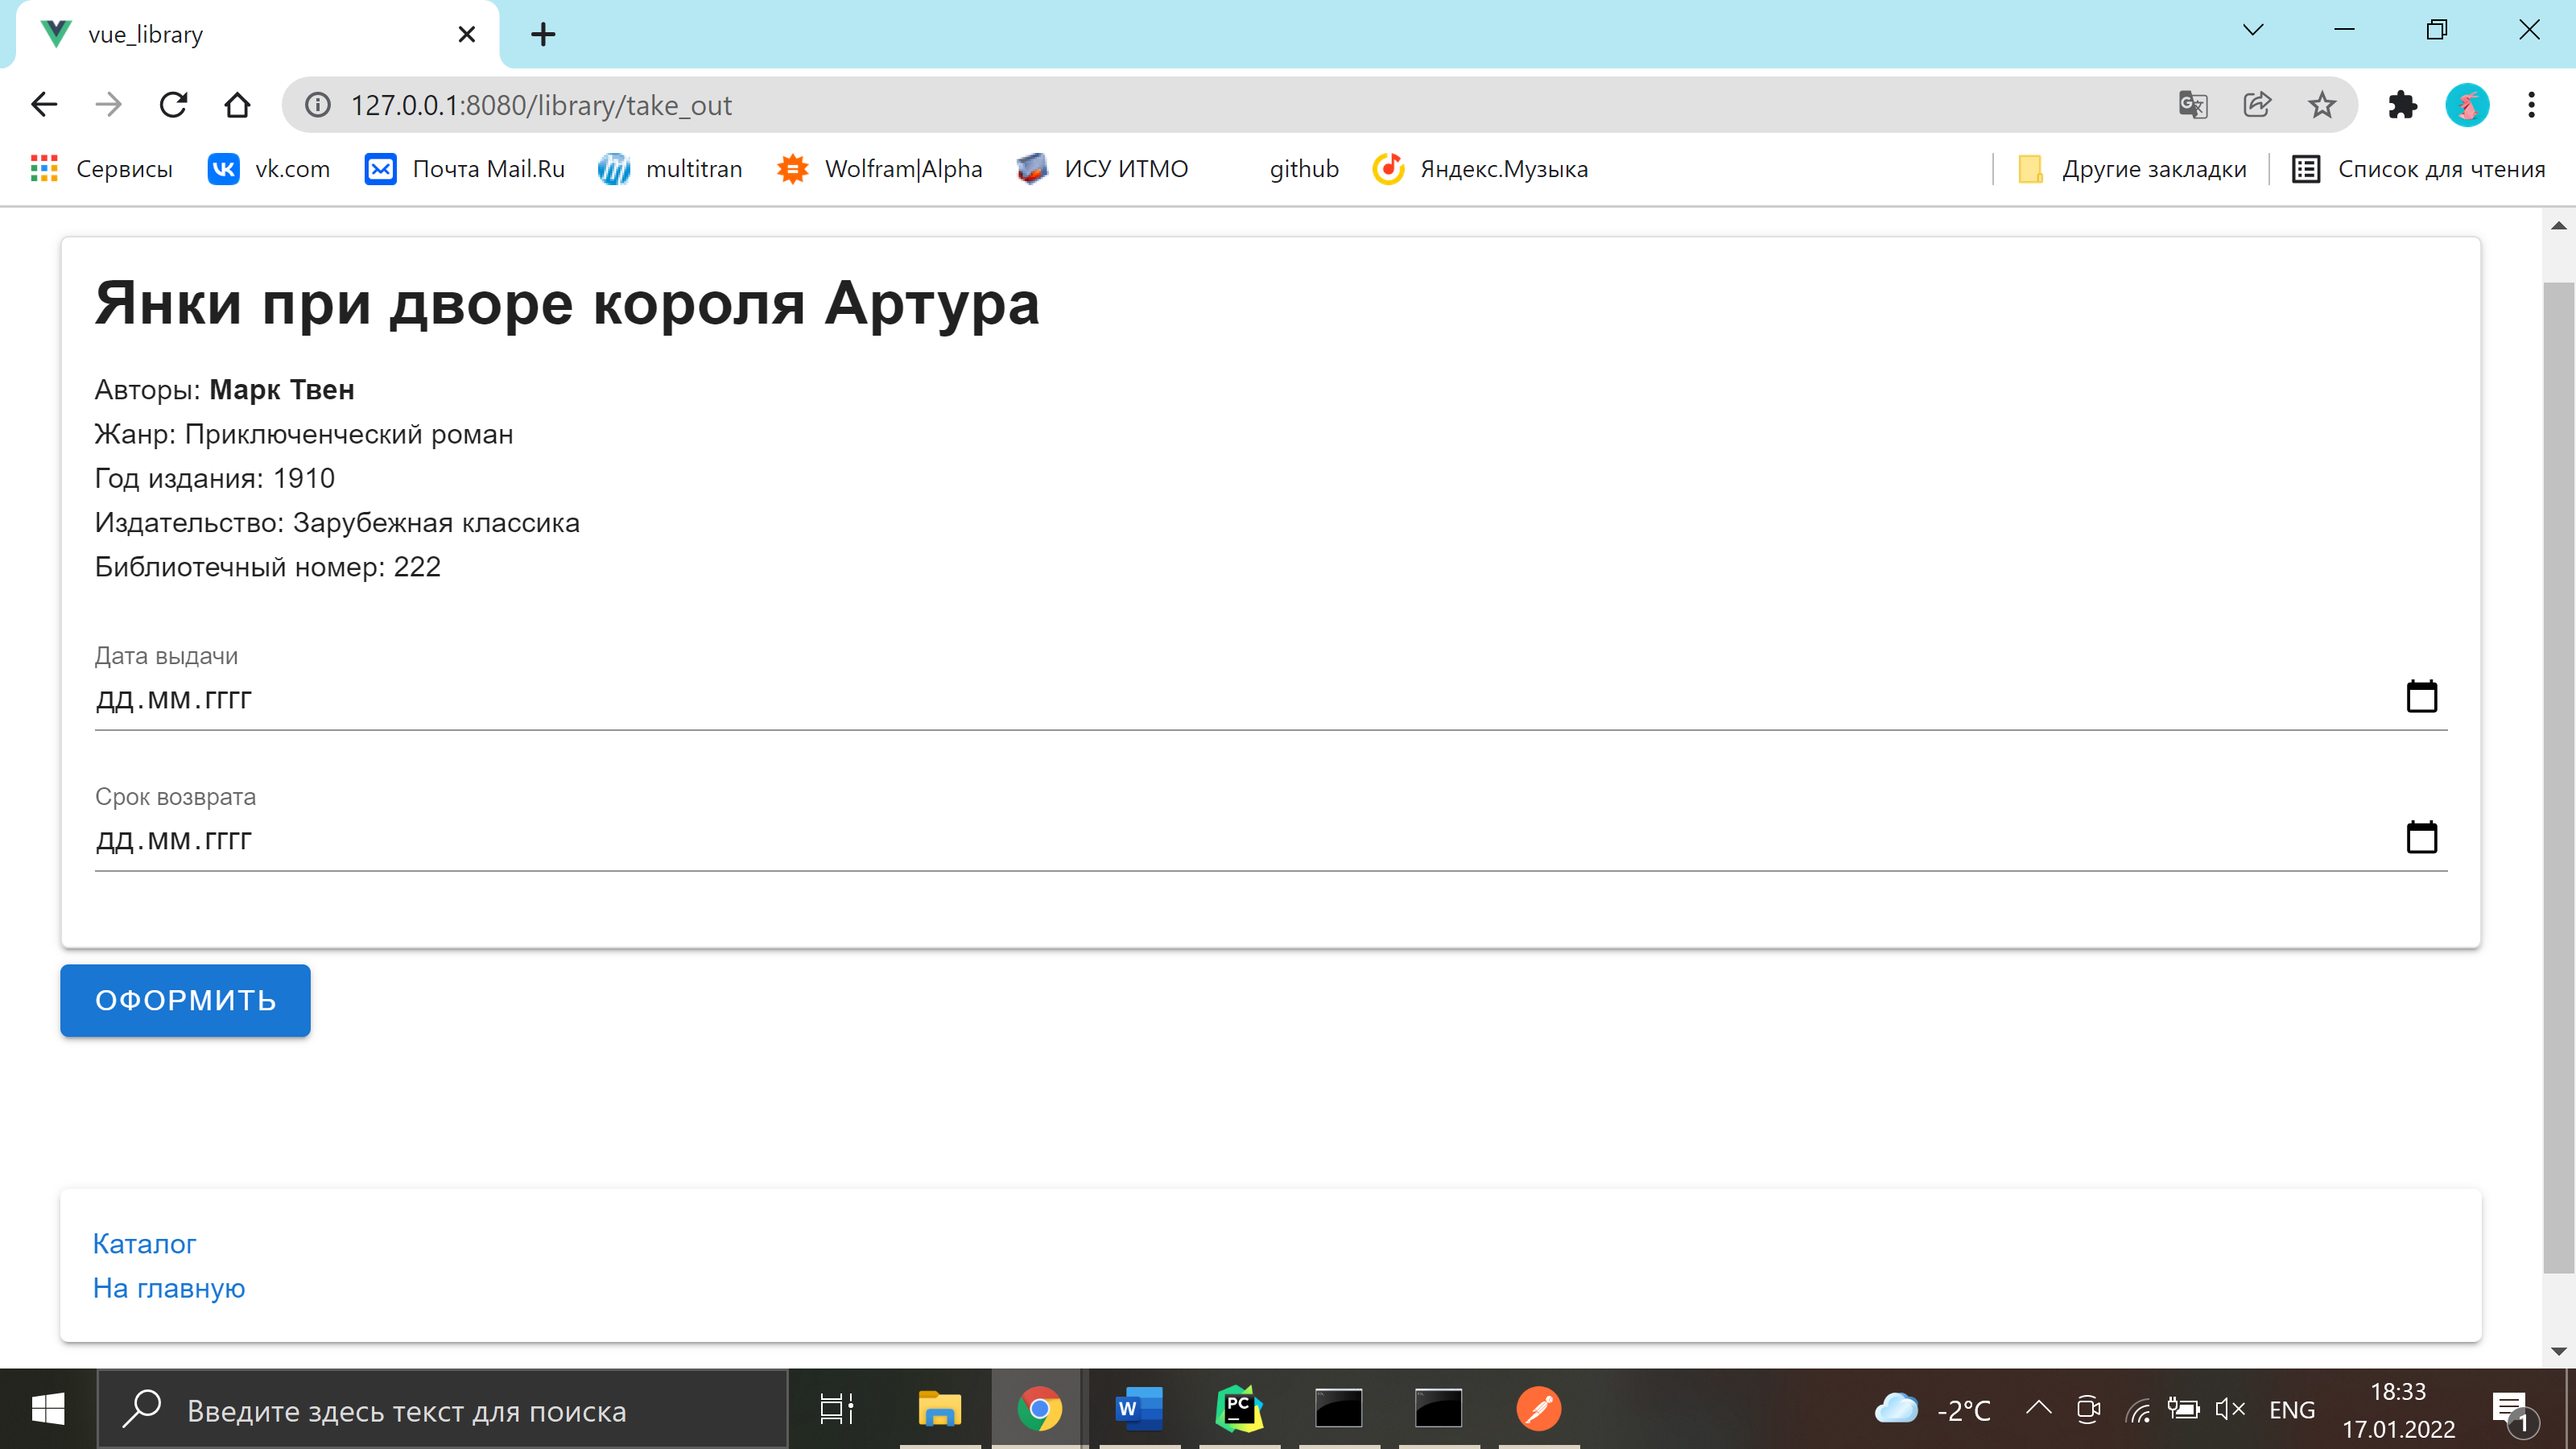 vue_library
127.0.0.1:8080/library/take_out
Сервисы vk.com Почта Mail.Ru multitran Wolfram|Alpha ИСУ ИТМО github Яндекс.Музыка Другие закладки Список для чтения
Янки при дворе короля Артура
Авторы: Марк Твен
Жанр: Приключенческий роман
Год издания: 1910
Издательство: Зарубежная классика
Библиотечный номер: 222
Дата выдачи
дд.мм.гггг
Срок возврата
дд.мм.гггг
ОФОРМИТЬ
Каталог
На главную
Введите здесь текст для поиска
-2°C ENG
18:33
17.01.2022
1